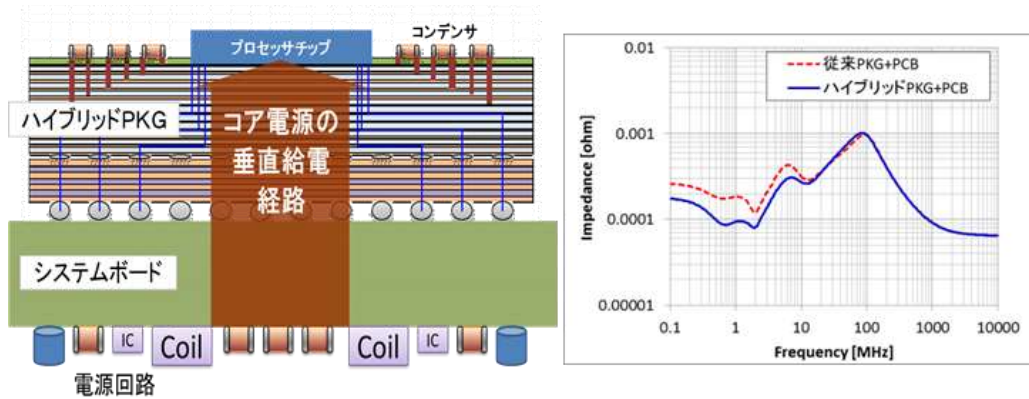 コンデンサ
プロセッサチップ
ハイブリッドPKG
コア電源の
垂直給電
経路
システムボード
IC
Coil
Coil
IC
電源回路
0.01
0.001
0.0001
0.00001
Impedance [ohm]
従来PKG+PCB
ハイブリッドPKG+PCB
0.1
1
10
100
1000
10000
Frequency [MHz]